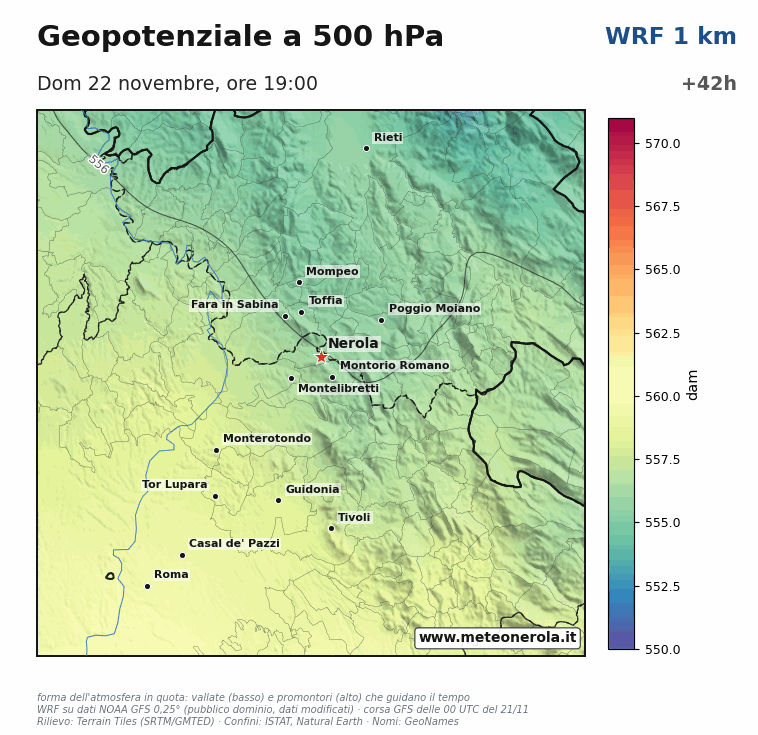 Geopotenziale a 500 hPa
WRF 1 km
Dom 22 novembre, ore 19:00
+42h
556
Rieti
Mompeo
Fara in Sabina
Toffia
Poggio Moiano
Nerola
Montorio Romano
Montelibretti
Monterotondo
Tor Lupara
Guidonia
Tivoli
Casal de' Pazzi
Roma
www.meteonerola.it
570.0
567.5
565.0
562.5
560.0
557.5
555.0
552.5
550.0
dam
forma dell'atmosfera in quota: vallate (basso) e promontori (alto) che guidano il tempo
WRF su dati NOAA GFS 0,25° (pubblico dominio, dati modificati) · corsa GFS delle 00 UTC del 21/11
Rilievo: Terrain Tiles (SRTM/GMTED) · Confini: ISTAT, Natural Earth · Nomi: GeoNames